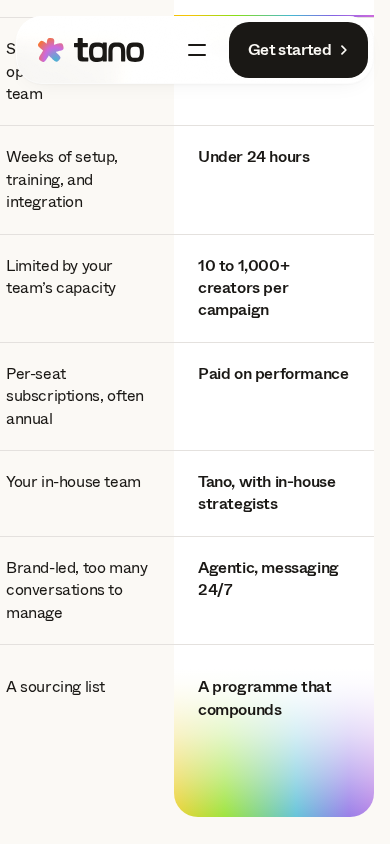 tano
Get started
team
Weeks of setup,
training, and
integration
Under 24 hours
Limited by your
team's capacity
10 to 1,000+
creators per
campaign
Per-seat
subscriptions, often
annual
Paid on performance
Your in-house team
Tano, with in-house
strategists
Brand-led, too many
conversations to
manage
Agentic, messaging
24/7
A sourcing list
A programme that
compounds